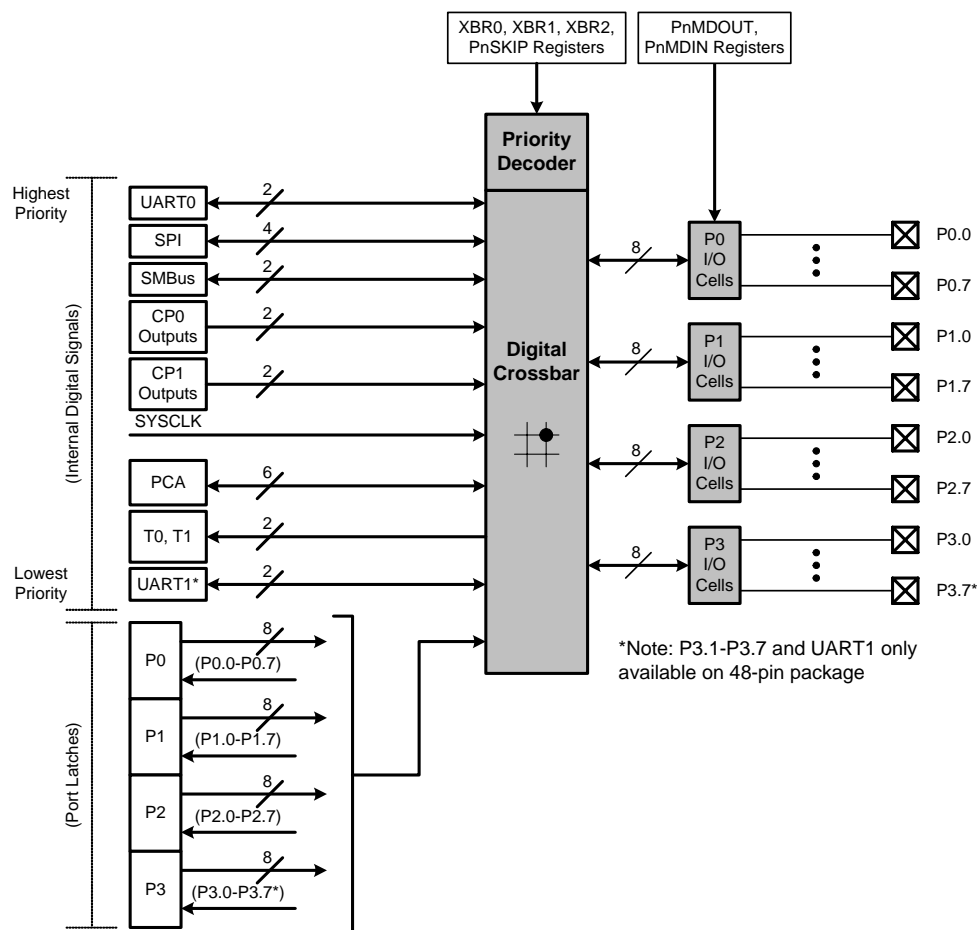 XBR0, XBR1, XBR2,
PnSKIP Registers
PnMDOUT,
PnMDIN Registers
Priority
Decoder
Highest
Priority
(Internal Digital Signals)
Lowest
Priority
UART0
2
SPI
4
SMBus
2
CP0
Outputs
2
CP1
Outputs
2
SYSCLK
PCA
6
T0, T1
2
UART1*
2
Digital
Crossbar
8
P0
I/O
Cells
P0.0
P0.7
8
P1
I/O
Cells
P1.0
P1.7
8
P2
I/O
Cells
P2.0
P2.7
8
P3
I/O
Cells
P3.0
P3.7*
*Note: P3.1-P3.7 and UART1 only
available on 48-pin package
(Port Latches)
P0
8
(P0.0-P0.7)
P1
8
(P1.0-P1.7)
P2
8
(P2.0-P2.7)
P3
8
(P3.0-P3.7*)